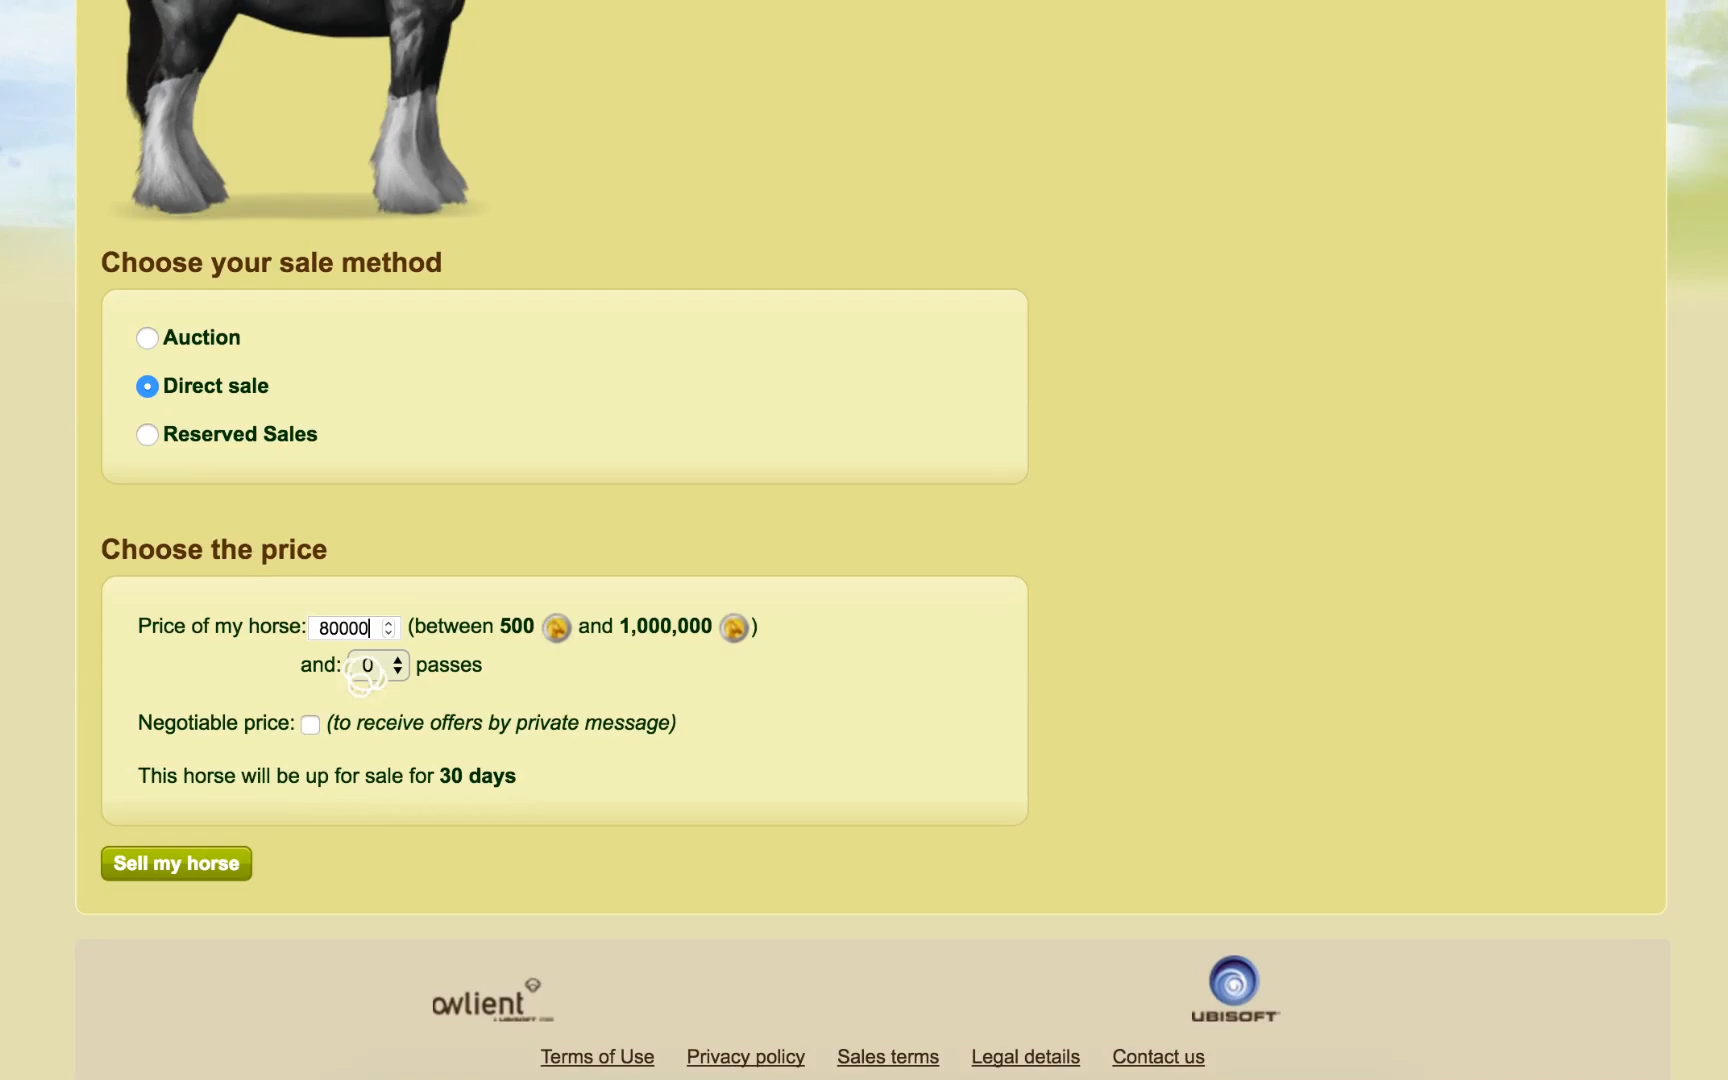 Choose your sale method
Auction
Direct sale
Reserved Sales
Choose the price
Price of my horse: 80000 (between 500 and 1,000,000 )
and: 0 passes
Negotiable price: (to receive offers by private message)
This horse will be up for sale for 30 days
Sell my horse
owlient
UBISOFT
Terms of Use Privacy policy Sales terms Legal details Contact us